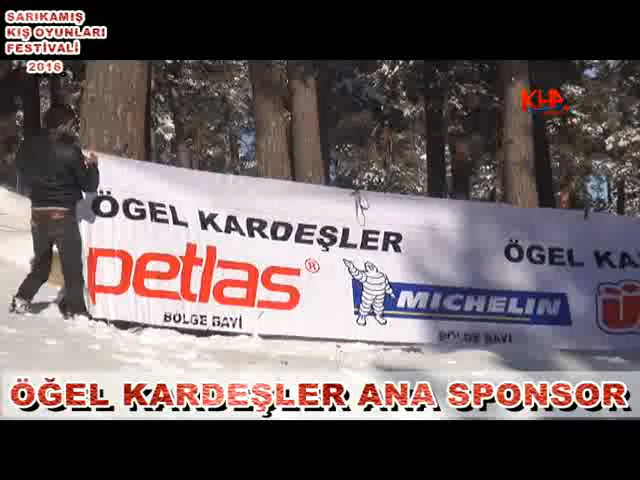 SARIKAMIŞ
KIŞ OYUNLARI
FESTİVALİ
2016
KHA
ÖGEL KARDEŞLER
petlas®
BÖLGE BAYİ
MICHELIN
BÖLGE BAYİ
ÖGEL KA
ÖĞEL KARDEŞLER ANA SPONSOR